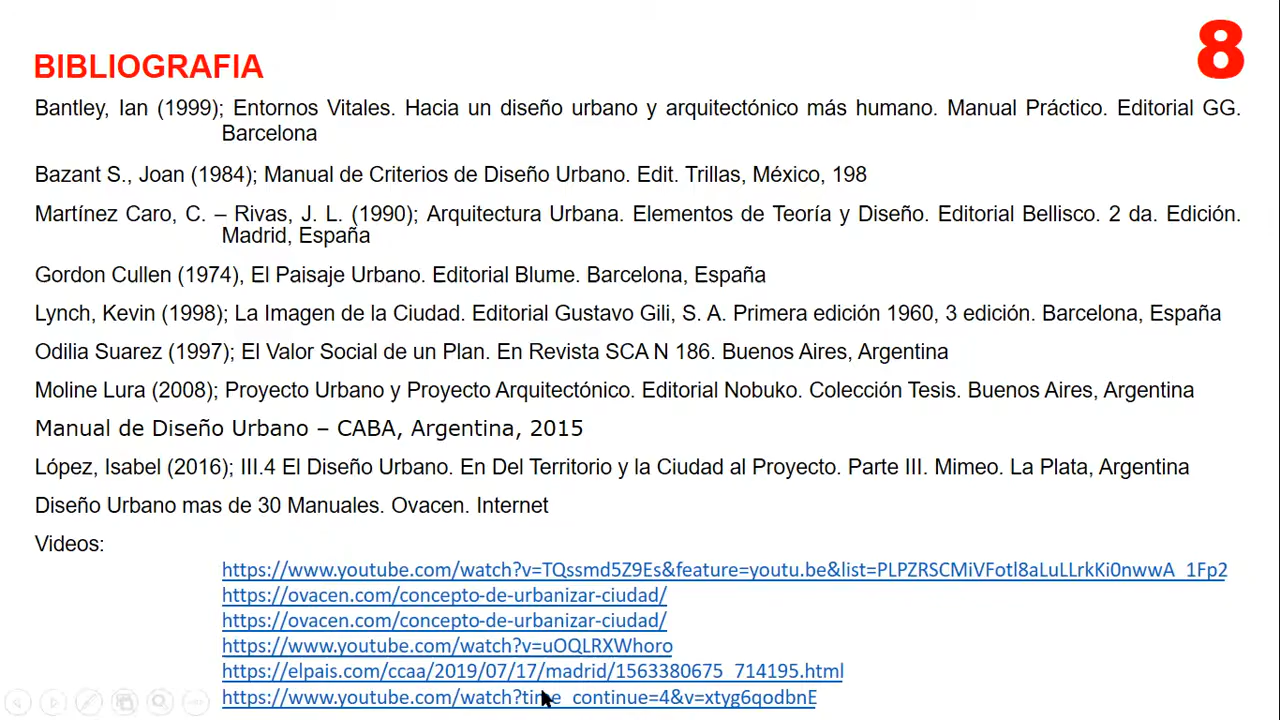 8
BIBLIOGRAFIA
Bantley, Ian (1999); Entornos Vitales. Hacia un diseño urbano y arquitectónico más humano. Manual Práctico. Editorial GG.
Barcelona
Bazant S., Joan (1984); Manual de Criterios de Diseño Urbano. Edit. Trillas, México, 198
Martínez Caro, C. – Rivas, J. L. (1990); Arquitectura Urbana. Elementos de Teoría y Diseño. Editorial Bellisco. 2 da. Edición.
Madrid, España
Gordon Cullen (1974), El Paisaje Urbano. Editorial Blume. Barcelona, España
Lynch, Kevin (1998); La Imagen de la Ciudad. Editorial Gustavo Gili, S. A. Primera edición 1960, 3 edición. Barcelona, España
Odilia Suarez (1997); El Valor Social de un Plan. En Revista SCA N 186. Buenos Aires, Argentina
Moline Lura (2008); Proyecto Urbano y Proyecto Arquitectónico. Editorial Nobuko. Colección Tesis. Buenos Aires, Argentina
Manual de Diseño Urbano – CABA, Argentina, 2015
López, Isabel (2016); III.4 El Diseño Urbano. En Del Territorio y la Ciudad al Proyecto. Parte III. Mimeo. La Plata, Argentina
Diseño Urbano mas de 30 Manuales. Ovacen. Internet
Videos:
https://www.youtube.com/watch?v=TQssmd5Z9Es&feature=youtu.be&list=PLPZRSCMiVFotl8aLuLLrkKi0nwwA_1Fp2
https://ovacen.com/concepto-de-urbanizar-ciudad/
https://ovacen.com/concepto-de-urbanizar-ciudad/
https://www.youtube.com/watch?v=uOQLRXWhoro
https://elpais.com/ccaa/2019/07/17/madrid/1563380675_714195.html
https://www.youtube.com/watch?time_continue=4&v=xtyg6qodbnE